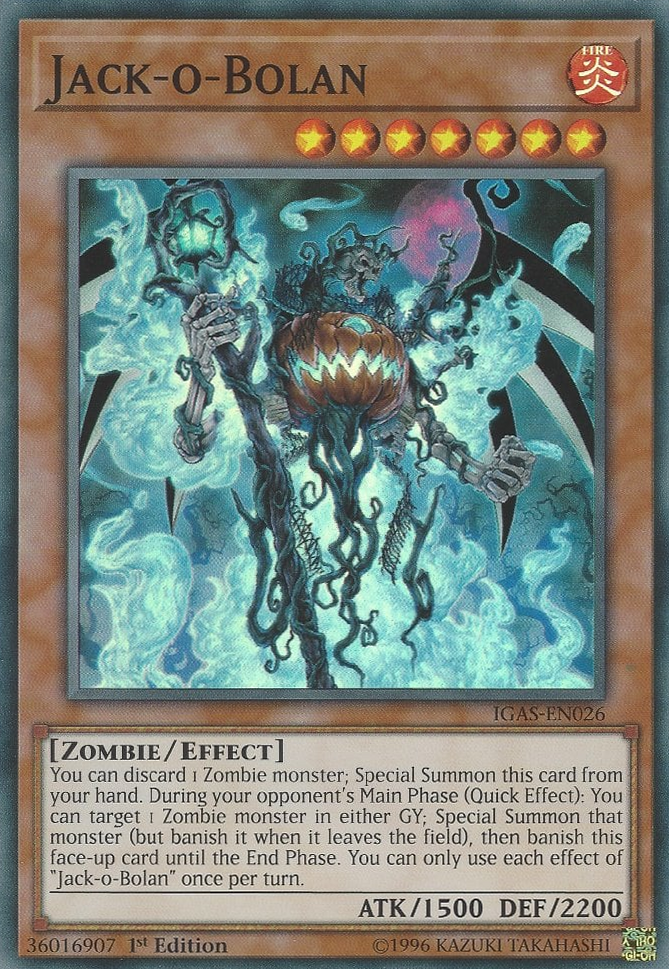 JACK-O-BOLAN
FIRE
炎
IGAS-EN026
[ZOMBIE/EFFECT]
You can discard 1 Zombie monster; Special Summon this card from
your hand. During your opponent's Main Phase (Quick Effect): You
can target 1 Zombie monster in either GY; Special Summon that
monster (but banish it when it leaves the field), then banish this
face-up card until the End Phase. You can only use each effect of
"Jack-o-Bolan" once per turn.
ATK/1500 DEF/2200
36016907 1st Edition ©1996 KAZUKI TAKAHASHI